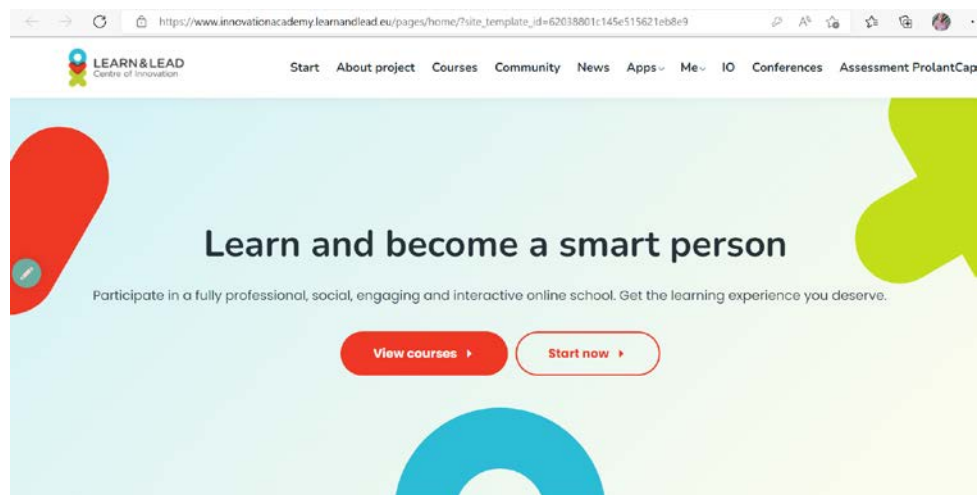 https://www.innovationacademy.learnandlead.eu/pages/home/?site_template_id=62038801c145e515621eb8e9
LEARN&LEAD
Centre of Innovation
Start About project Courses Community News Apps Me IO Conferences Assessment ProlantCap
Learn and become a smart person
Participate in a fully professional, social, engaging and interactive online school. Get the learning experience you deserve.
View courses
Start now